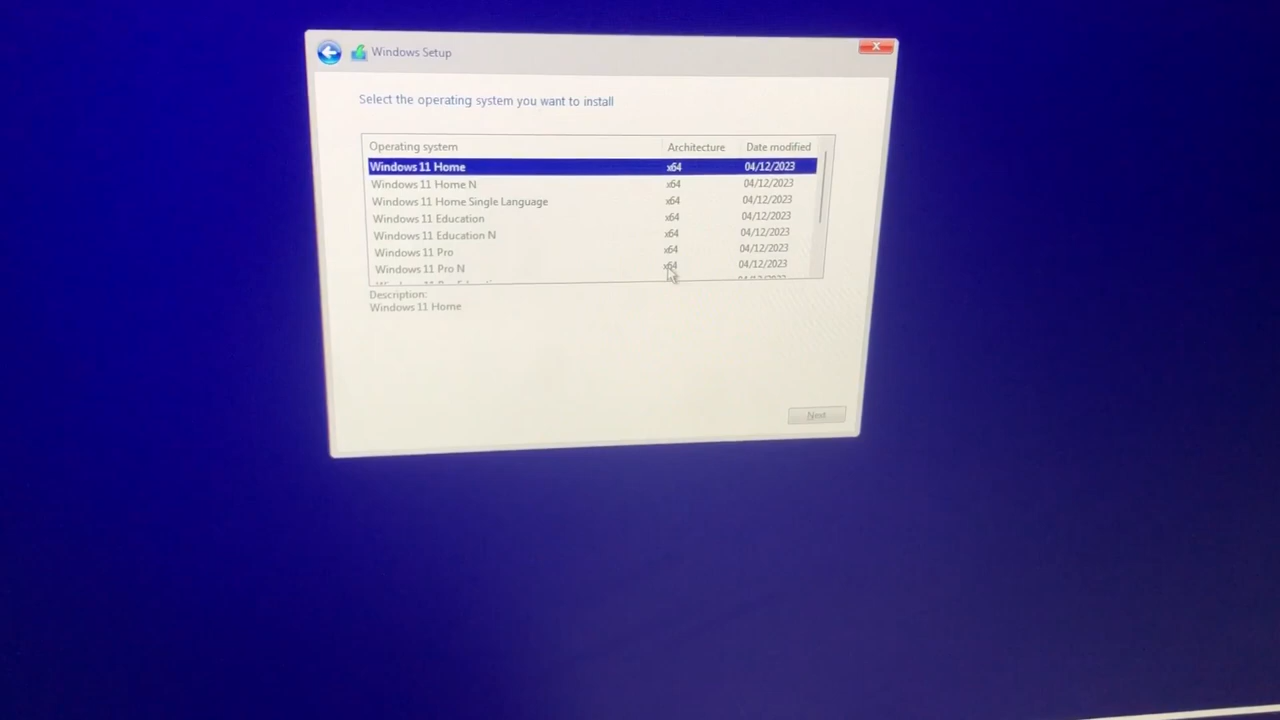 Windows Setup
Select the operating system you want to install
Operating system Architecture Date modified
Windows 11 Home x64 04/12/2023
Windows 11 Home N x64 04/12/2023
Windows 11 Home Single Language x64 04/12/2023
Windows 11 Education x64 04/12/2023
Windows 11 Education N x64 04/12/2023
Windows 11 Pro x64 04/12/2023
Windows 11 Pro N x64 04/12/2023
Description:
Windows 11 Home
Next